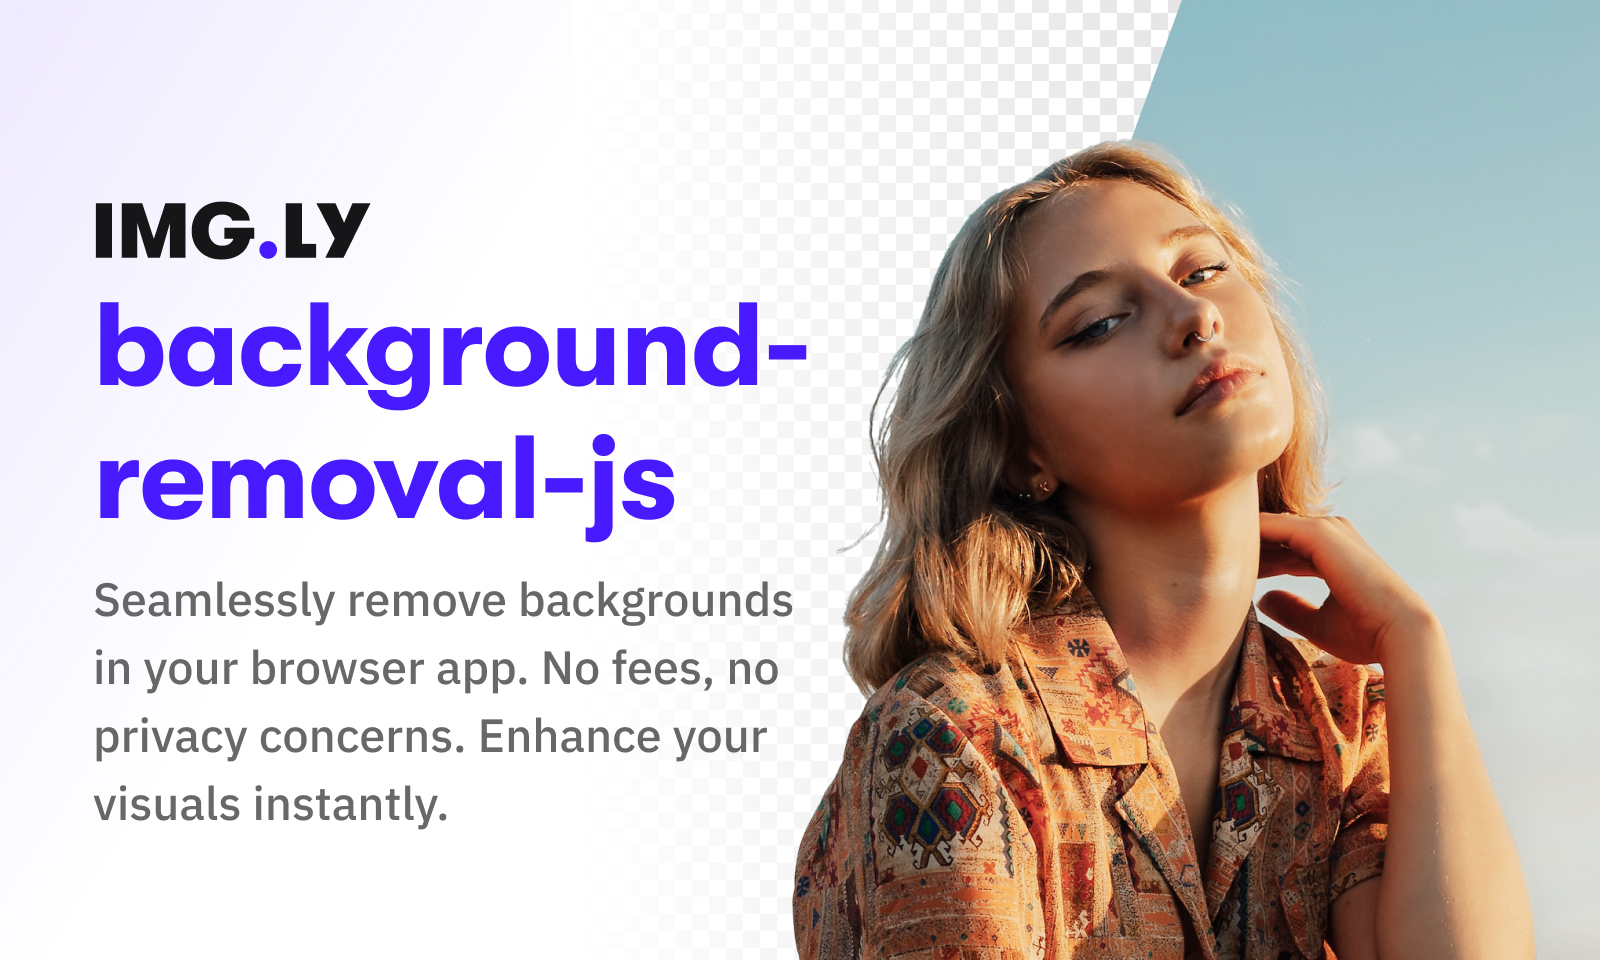 IMG.LY
background-
removal-js
Seamlessly remove backgrounds
in your browser app. No fees, no
privacy concerns. Enhance your
visuals instantly.